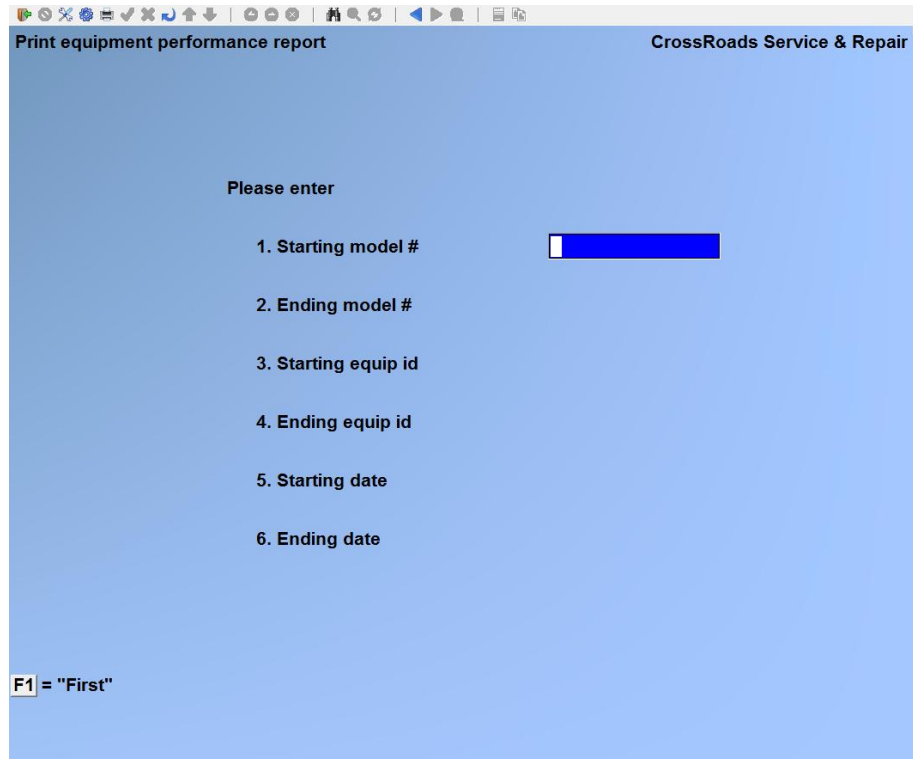 Print equipment performance report CrossRoads Service & Repair
Please enter
1. Starting model #
2. Ending model #
3. Starting equip id
4. Ending equip id
5. Starting date
6. Ending date
F1 = "First"